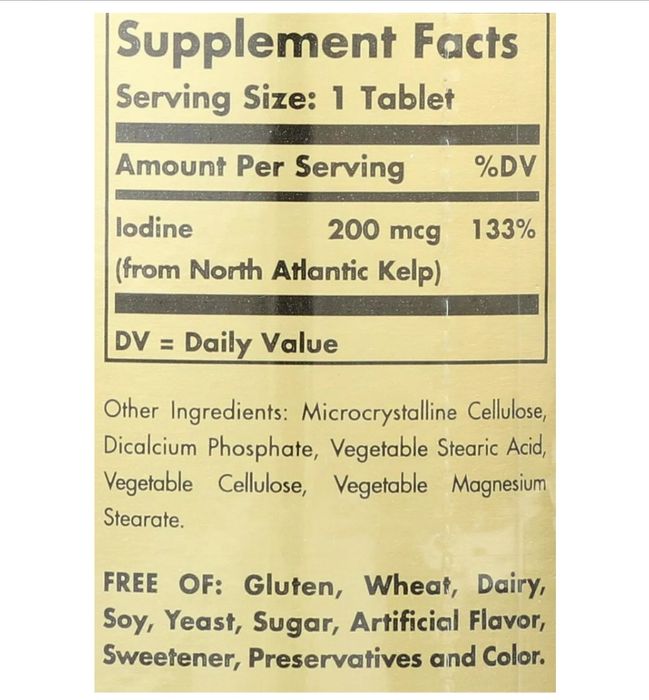 Supplement Facts
Serving Size: 1 Tablet
Amount Per Serving %DV
Iodine 200 mcg 133%
(from North Atlantic Kelp)
DV = Daily Value
Other Ingredients: Microcrystalline Cellulose,
Dicalcium Phosphate, Vegetable Stearic Acid,
Vegetable Cellulose, Vegetable Magnesium
Stearate.
FREE OF: Gluten, Wheat, Dairy,
Soy, Yeast, Sugar, Artificial Flavor,
Sweetener, Preservatives and Color.